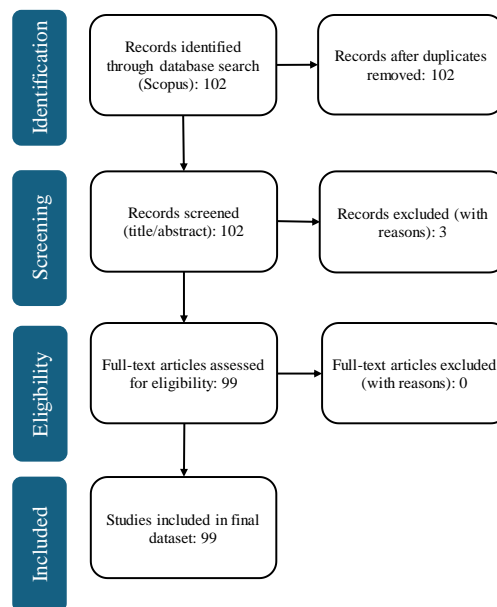 Identification
Records identified
through database search
(Scopus): 102
Records after duplicates
removed: 102
Screening
Records screened
(title/abstract): 102
Records excluded (with
reasons): 3
Eligibility
Full-text articles assessed
for eligibility: 99
Full-text articles excluded
(with reasons): 0
Included
Studies included in final
dataset: 99